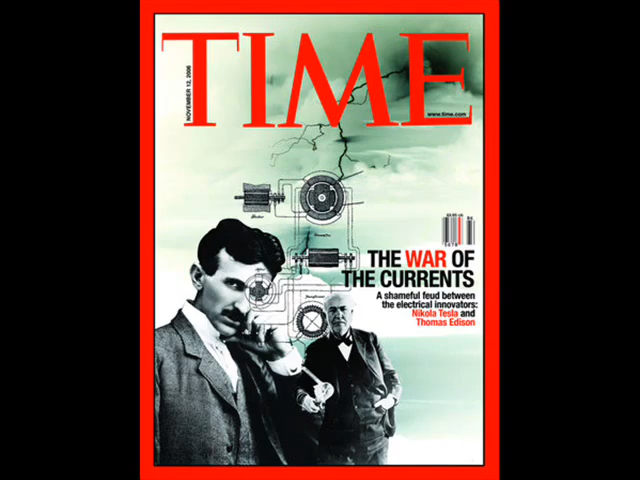 TIME
NOVEMBER 12, 2006
www.time.com
THE WAR OF
THE CURRENTS
A shameful feud between
the electrical innovators:
Nikola Tesla and
Thomas Edison